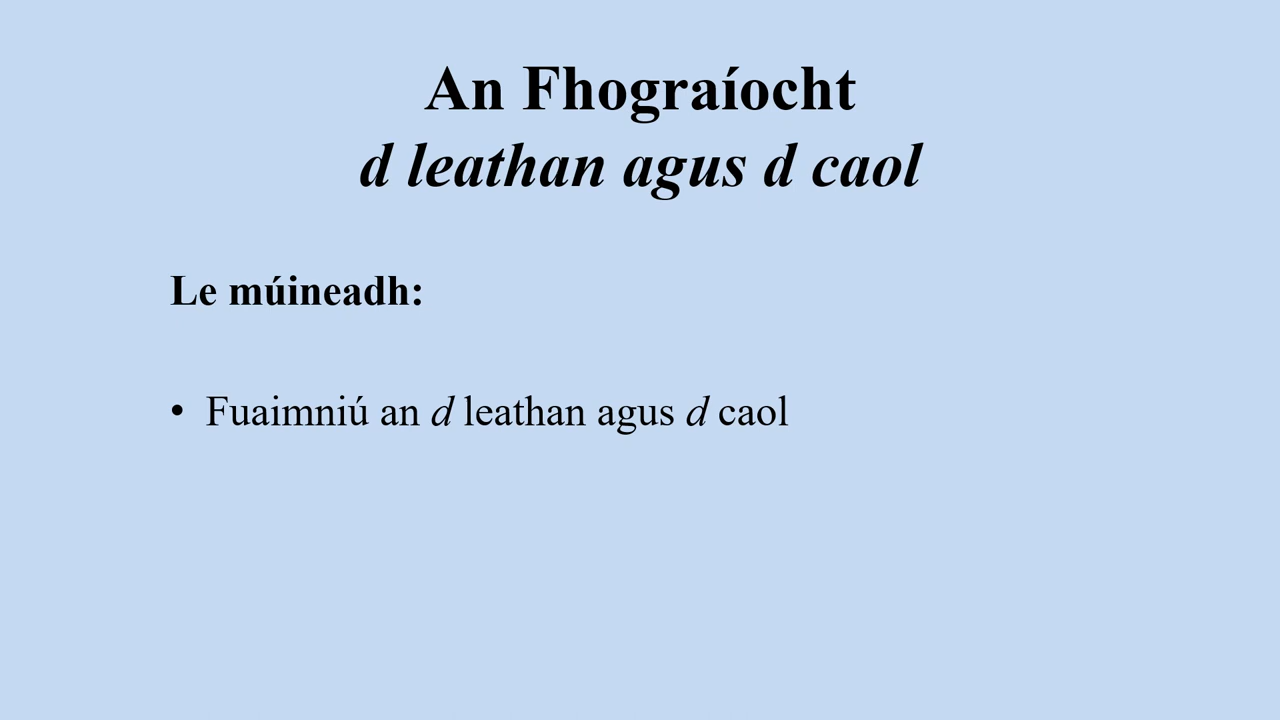 An Fhograíocht
d leathan agus d caol
Le múineadh:
• Fuaimniú an d leathan agus d caol